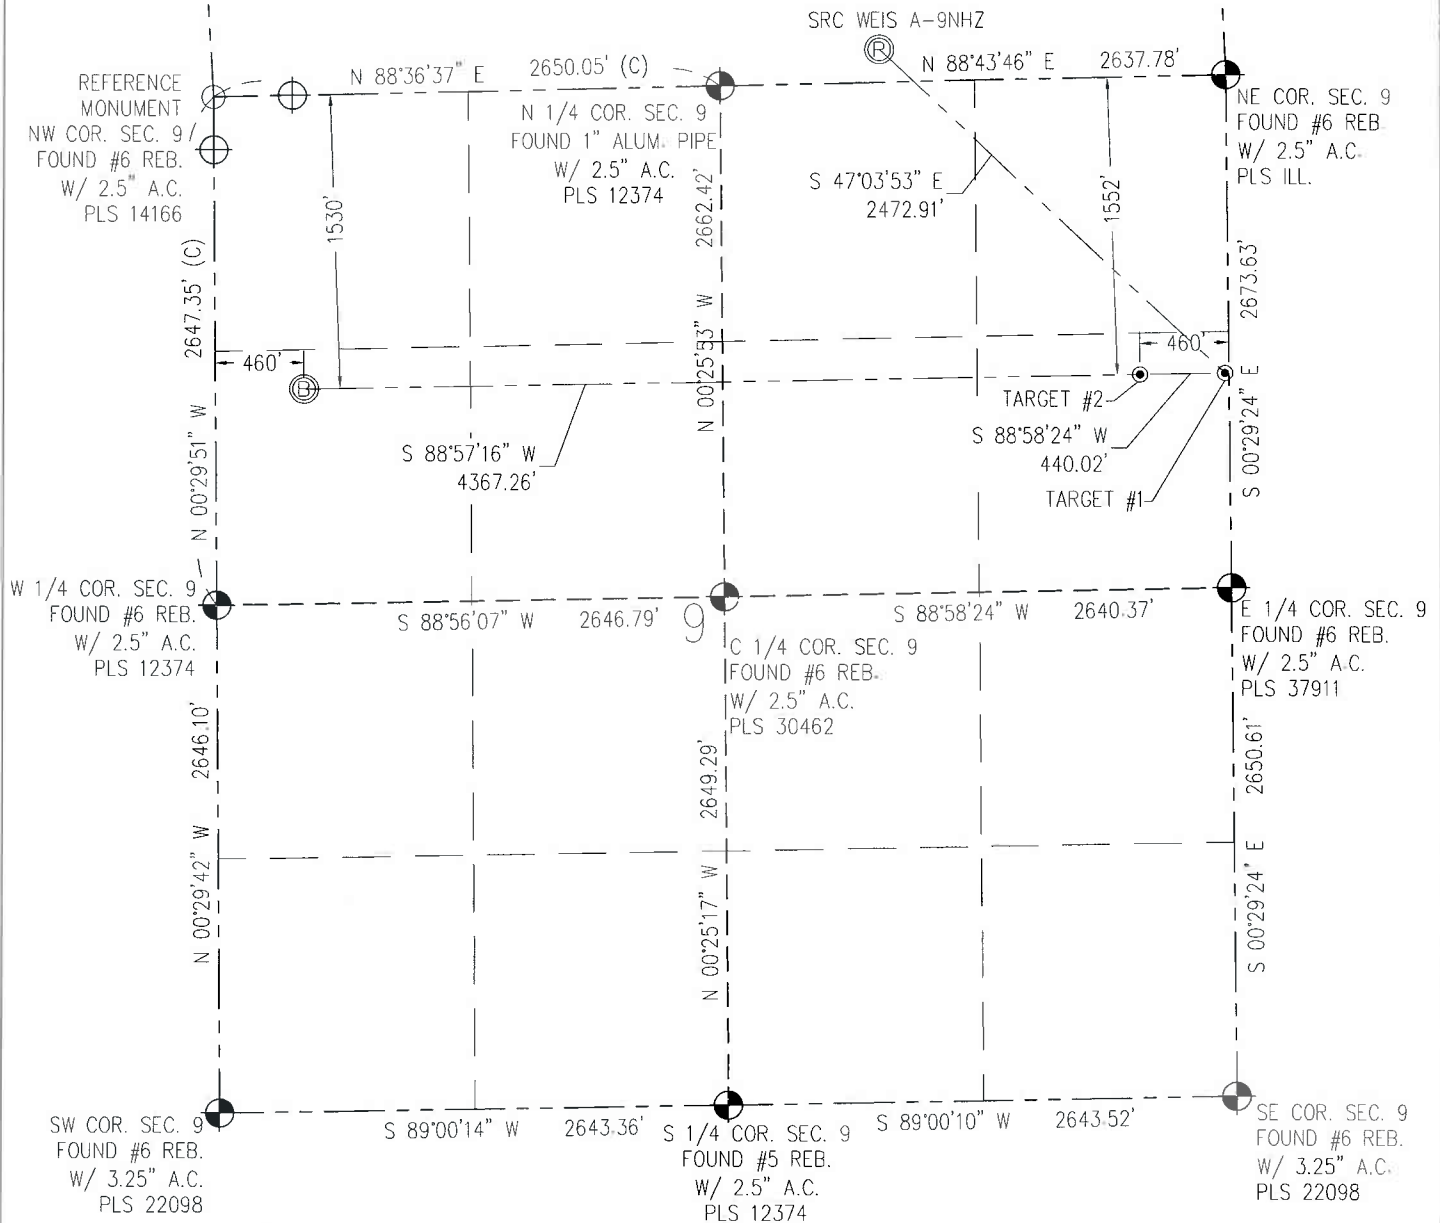 SRC WEIS A-9NHZ
R
N 88°36'37" E 2650.05' (C)
N 88°43'46" E 2637.78'
REFERENCE
MONUMENT
NW COR. SEC. 9
FOUND #6 REB.
W/ 2.5" A.C.
PLS 14166
N 1/4 COR. SEC. 9
FOUND 1" ALUM. PIPE
W/ 2.5" A.C.
PLS 12374
NE COR. SEC. 9
FOUND #6 REB.
W/ 2.5" A.C.
PLS ILL.
S 47°03'53" E
2472.91'
1530'
1552'
2647.35' (C)
N 00°29'51" W
2662.42'
N 00°25'53" W
2673.63'
S 00°29'24" E
460'
460'
B
TARGET #2
S 88°58'24" W
440.02'
TARGET #1
S 88°57'16" W
4367.26'
W 1/4 COR. SEC. 9
FOUND #6 REB.
W/ 2.5" A.C.
PLS 12374
S 88°56'07" W 2646.79'
9
S 88°58'24" W 2640.37'
C 1/4 COR. SEC. 9
FOUND #6 REB.
W/ 2.5" A.C.
PLS 30462
E 1/4 COR. SEC. 9
FOUND #6 REB.
W/ 2.5" A.C.
PLS 37911
2646.10'
N 00°29'42" W
2649.29'
N 00°25'17" W
2650.61'
S 00°29'24" E
SW COR. SEC. 9
FOUND #6 REB.
W/ 3.25" A.C.
PLS 22098
S 89°00'14" W 2643.36'
S 1/4 COR. SEC. 9
FOUND #5 REB.
W/ 2.5" A.C.
PLS 12374
S 89°00'10" W 2643.52'
SE COR. SEC. 9
FOUND #6 REB.
W/ 3.25" A.C.
PLS 22098